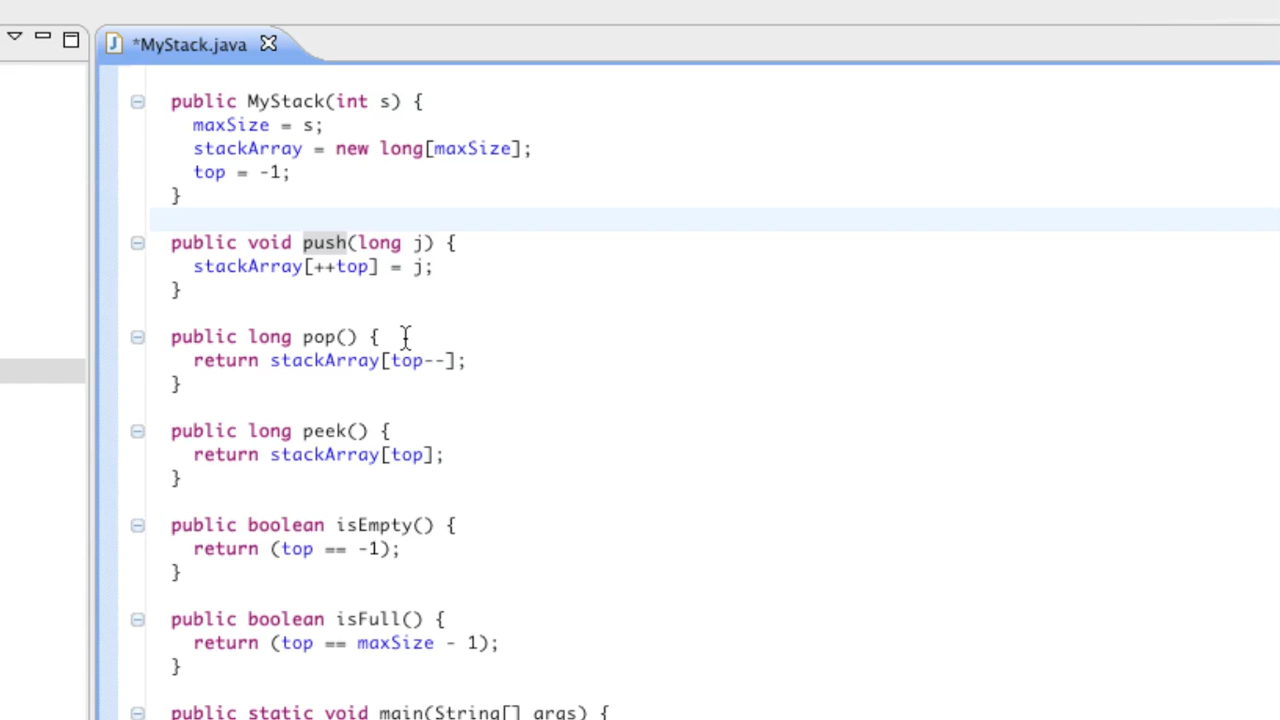 *MyStack.java
public MyStack(int s) {
maxSize = s;
stackArray = new long[maxSize];
top = -1;
}
public void push(long j) {
stackArray[++top] = j;
}
public long pop() {
return stackArray[top--];
}
public long peek() {
return stackArray[top];
}
public boolean isEmpty() {
return (top == -1);
}
public boolean isFull() {
return (top == maxSize - 1);
}
public static void main(String[] args) {